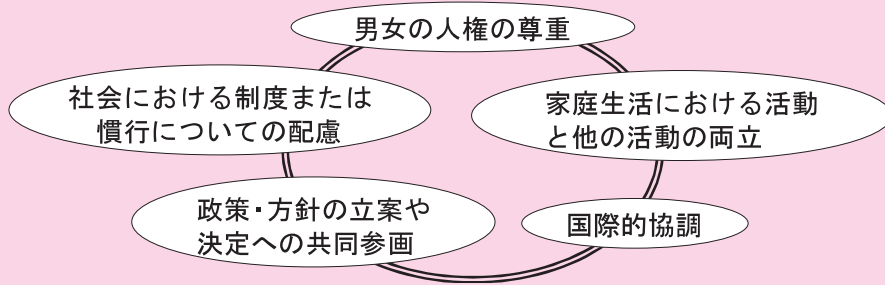 男女の人権の尊重
社会における制度または
慣行についての配慮
家庭生活における活動
と他の活動の両立
政策・方針の立案や
決定への共同参画
国際的協調